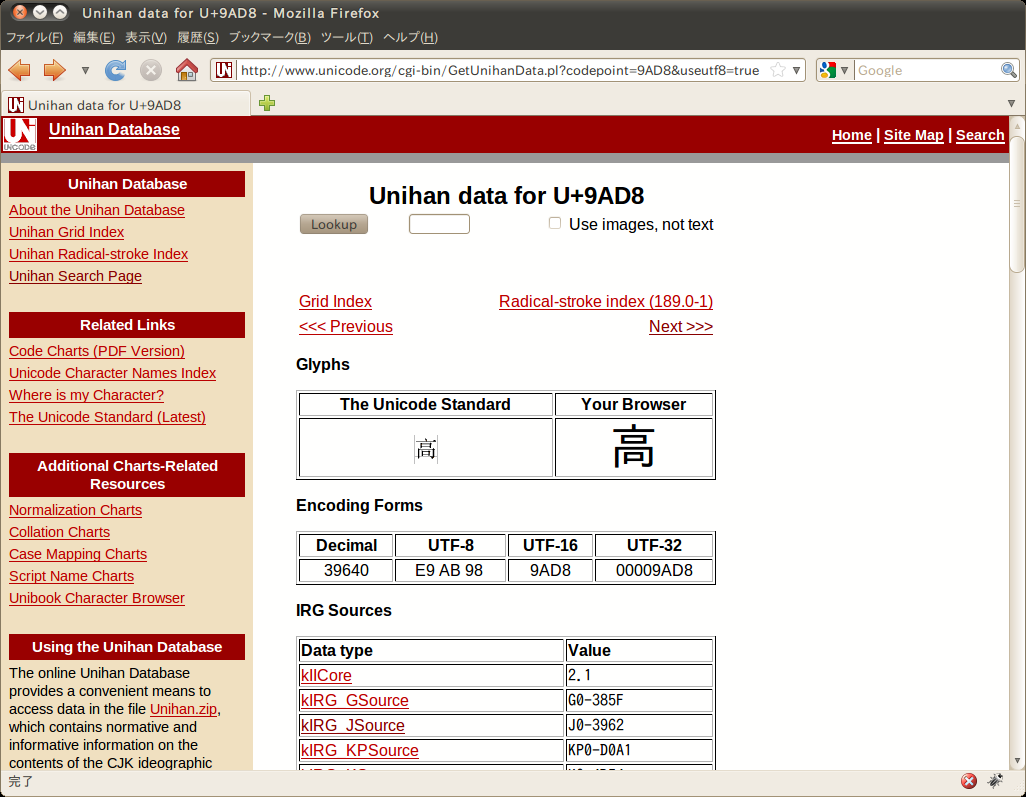 Unihan data for U+9AD8 - Mozilla Firefox
ファイル(F) 編集(E) 表示(V) 履歴(S) ブックマーク(B) ツール(T) ヘルプ(H)
http://www.unicode.org/cgi-bin/GetUnihanData.pl?codepoint=9AD8&useutf8=true
Google
Unihan data for U+9AD8
UNICODE
Unihan Database
Home | Site Map | Search
Unihan Database
About the Unihan Database
Unihan Grid Index
Unihan Radical-stroke Index
Unihan Search Page
Related Links
Code Charts (PDF Version)
Unicode Character Names Index
Where is my Character?
The Unicode Standard (Latest)
Additional Charts-Related
Resources
Normalization Charts
Collation Charts
Case Mapping Charts
Script Name Charts
Unibook Character Browser
Using the Unihan Database
The online Unihan Database
provides a convenient means to
access data in the file Unihan.zip,
which contains normative and
informative information on the
contents of the CJK ideographic
Unihan data for U+9AD8
Lookup
Use images, not text
Grid Index Radical-stroke index (189.0-1)
<<< Previous Next >>>
Glyphs
The Unicode Standard Your Browser
高 高
Encoding Forms
Decimal UTF-8 UTF-16 UTF-32
39640 E9 AB 98 9AD8 00009AD8
IRG Sources
Data type Value
kIICore 2.1
kIRG_GSource G0-385F
kIRG_JSource J0-3962
kIRG_KPSource KP0-D0A1
完了